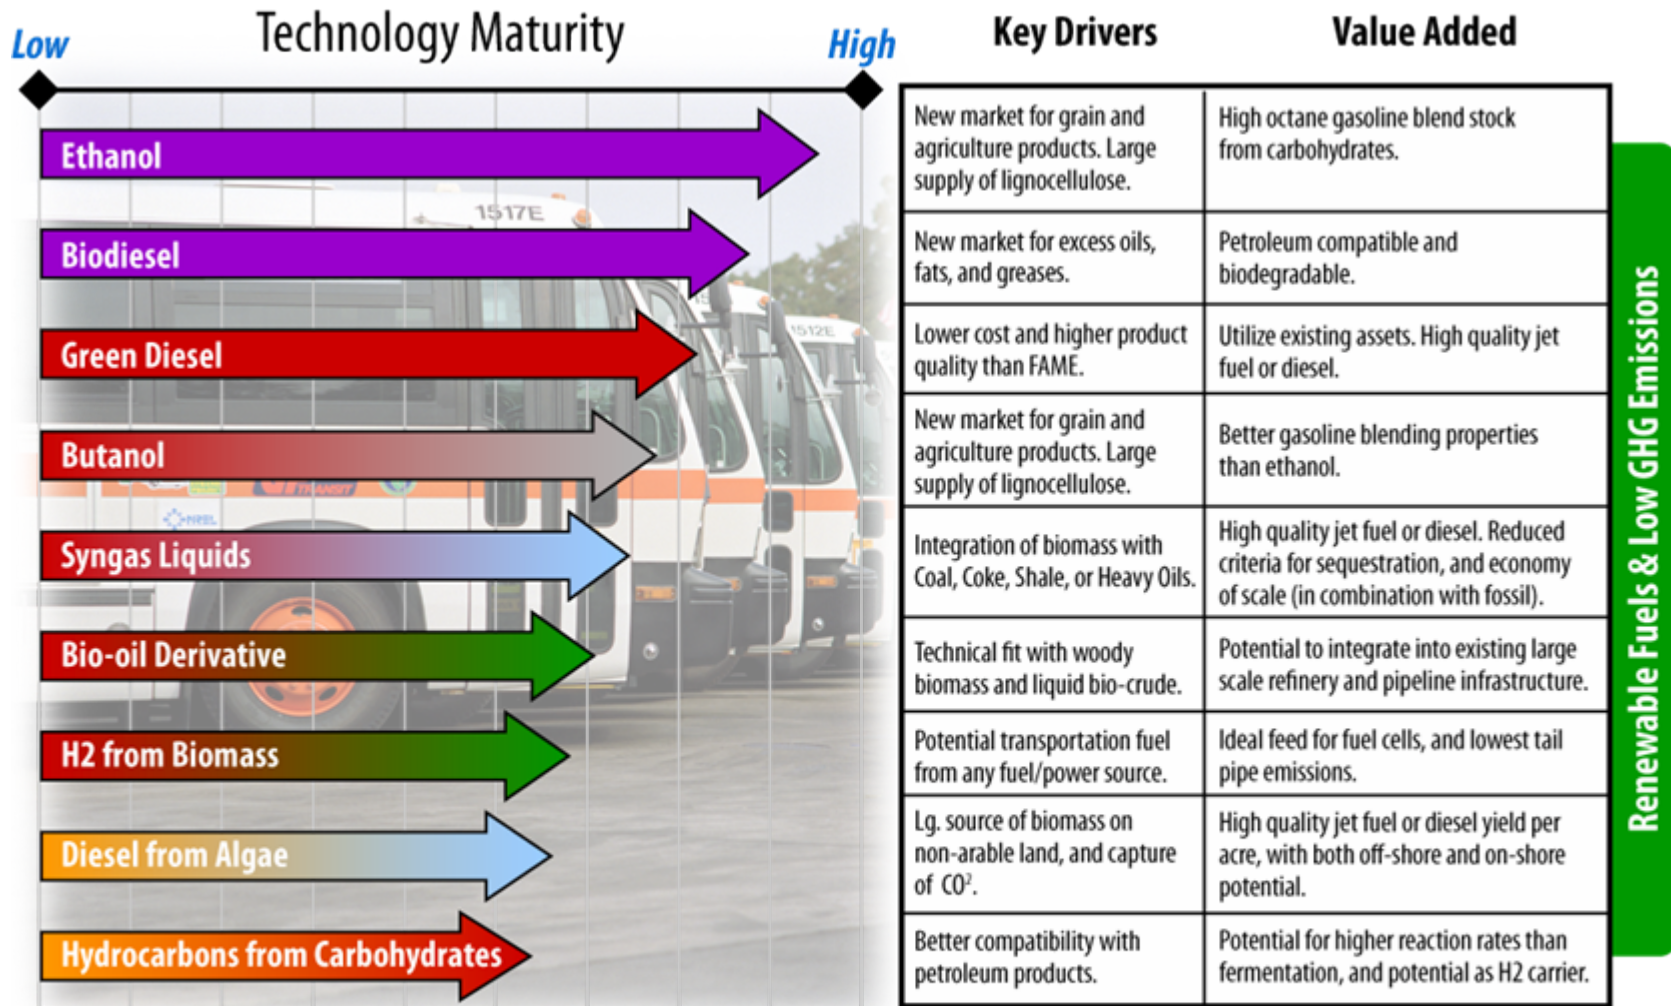 Low
Technology Maturity
High
Key Drivers
Value Added
Ethanol
New market for grain and
agriculture products. Large
supply of lignocellulose.
High octane gasoline blend stock
from carbohydrates.
1517E
Biodiesel
New market for excess oils,
fats, and greases.
Petroleum compatible and
biodegradable.
1512E
Green Diesel
Lower cost and higher product
quality than FAME.
Utilize existing assets. High quality jet
fuel or diesel.
Butanol
New market for grain and
agriculture products. Large
supply of lignocellulose.
Better gasoline blending properties
than ethanol.
TRANSIT
NREL
Syngas Liquids
Integration of biomass with
Coal, Coke, Shale, or Heavy Oils.
High quality jet fuel or diesel. Reduced
criteria for sequestration, and economy
of scale (in combination with fossil).
Bio-oil Derivative
Technical fit with woody
biomass and liquid bio-crude.
Potential to integrate into existing large
scale refinery and pipeline infrastructure.
H2 from Biomass
Potential transportation fuel
from any fuel/power source.
Ideal feed for fuel cells, and lowest tail
pipe emissions.
Diesel from Algae
Lg. source of biomass on
non-arable land, and capture
of CO².
High quality jet fuel or diesel yield per
acre, with both off-shore and on-shore
potential.
Hydrocarbons from Carbohydrates
Better compatibility with
petroleum products.
Potential for higher reaction rates than
fermentation, and potential as H2 carrier.
Renewable Fuels & Low GHG Emissions